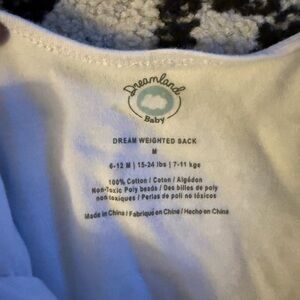 Dreamland
Baby
DREAM WEIGHTED SACK
M
6-12 M | 15-24 lbs | 7-11 kgs
100% Cotton / Coton / Algodon
Non-Toxic Poly beads / Des billes de poly
non toxiques / Perlas de poli no tóxicos
Made in China / Fabriqué en Chine / Hecho en China